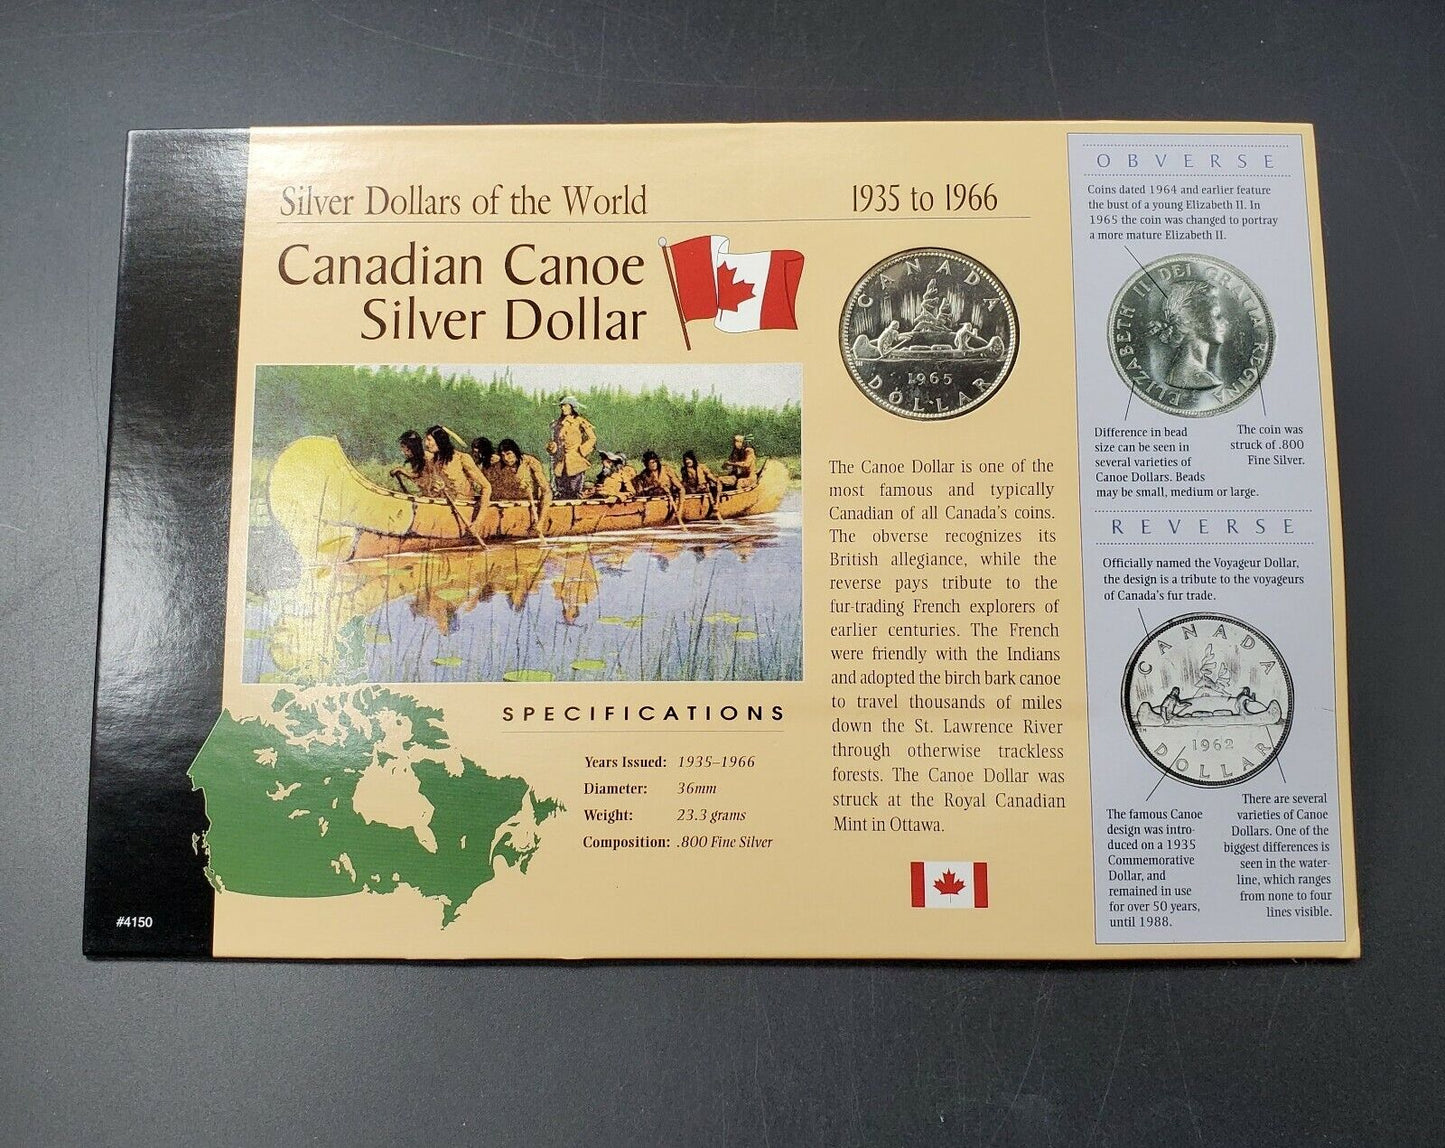 Silver Dollars of the World
1935 to 1966
Canadian Canoe
Silver Dollar
CANADA
1965
DOLLAR
The Canoe Dollar is one of the
most famous and typically
Canadian of all Canada's coins.
The obverse recognizes its
British allegiance, while the
reverse pays tribute to the
fur-trading French explorers of
earlier centuries. The French
were friendly with the Indians
and adopted the birch bark canoe
to travel thousands of miles
down the St. Lawrence River
through otherwise trackless
forests. The Canoe Dollar was
struck at the Royal Canadian
Mint in Ottawa.
SPECIFICATIONS
Years Issued: 1935–1966
Diameter: 36mm
Weight: 23.3 grams
Composition: .800 Fine Silver
#4150
OBVERSE
Coins dated 1964 and earlier feature
the bust of a young Elizabeth II. In
1965 the coin was changed to portray
a more mature Elizabeth II.
ELIZABETH II DEI GRATIA REGINA
Difference in bead
size can be seen in
several varieties of
Canoe Dollars. Beads
may be small, medium or large.
The coin was
struck of .800
Fine Silver.
REVERSE
Officially named the Voyageur Dollar,
the design is a tribute to the voyageurs
of Canada's fur trade.
CANADA
1962
DOLLAR
The famous Canoe
design was intro-
duced on a 1935
Commemorative
Dollar, and
remained in use
for over 50 years,
until 1988.
There are several
varieties of Canoe
Dollars. One of the
biggest differences is
seen in the water-
line, which ranges
from none to four
lines visible.